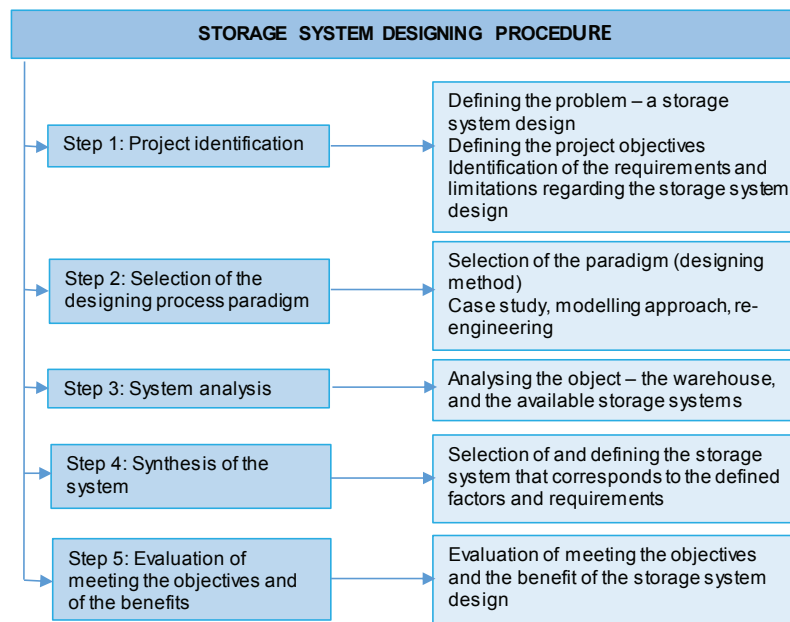 STORAGE SYSTEM DESIGNING PROCEDURE
Step 1: Project identification
Defining the problem – a storage
system design
Defining the project objectives
Identification of the requirements and
limitations regarding the storage system
design
Step 2: Selection of the
designing process paradigm
Selection of the paradigm (designing
method)
Case study, modelling approach, re-
engineering
Step 3: System analysis
Analysing the object – the warehouse,
and the available storage systems
Step 4: Synthesis of the
system
Selection of and defining the storage
system that corresponds to the defined
factors and requirements
Step 5: Evaluation of
meeting the objectives and
of the benefits
Evaluation of meeting the objectives
and the benefit of the storage system
design